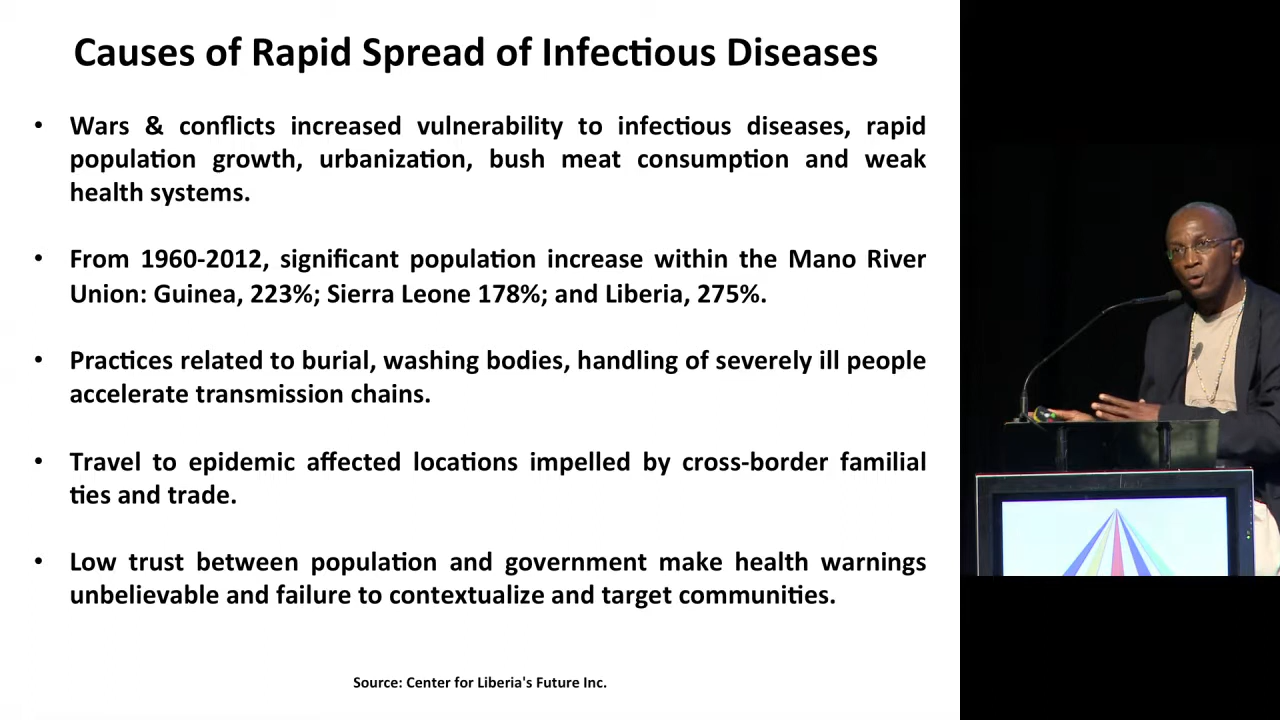 Causes of Rapid Spread of Infectious Diseases
• Wars & conflicts increased vulnerability to infectious diseases, rapid
population growth, urbanization, bush meat consumption and weak
health systems.
• From 1960-2012, significant population increase within the Mano River
Union: Guinea, 223%; Sierra Leone 178%; and Liberia, 275%.
• Practices related to burial, washing bodies, handling of severely ill people
accelerate transmission chains.
• Travel to epidemic affected locations impelled by cross-border familial
ties and trade.
• Low trust between population and government make health warnings
unbelievable and failure to contextualize and target communities.
Source: Center for Liberia's Future Inc.